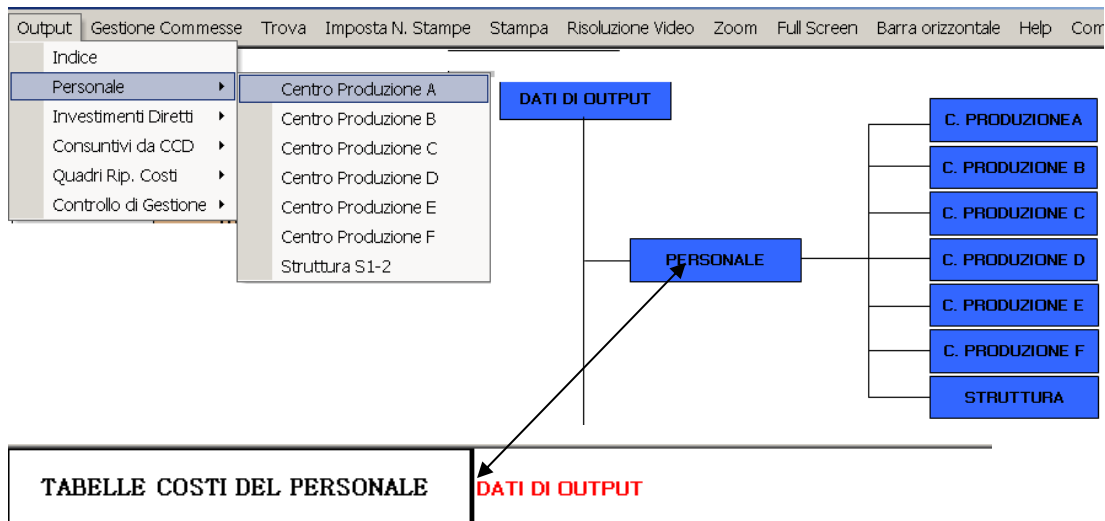 Output Gestione Commesse Trova Imposta N. Stampe Stampa Risoluzione Video Zoom Full Screen Barra orizzontale Help Com
Indice
Personale
Investimenti Diretti
Consuntivi da CCD
Quadri Rip. Costi
Controllo di Gestione
Centro Produzione A
Centro Produzione B
Centro Produzione C
Centro Produzione D
Centro Produzione E
Centro Produzione F
Struttura S1-2
DATI DI OUTPUT
PERSONALE
C. PRODUZIONE A
C. PRODUZIONE B
C. PRODUZIONE C
C. PRODUZIONE D
C. PRODUZIONE E
C. PRODUZIONE F
STRUTTURA
TABELLE COSTI DEL PERSONALE
DATI DI OUTPUT